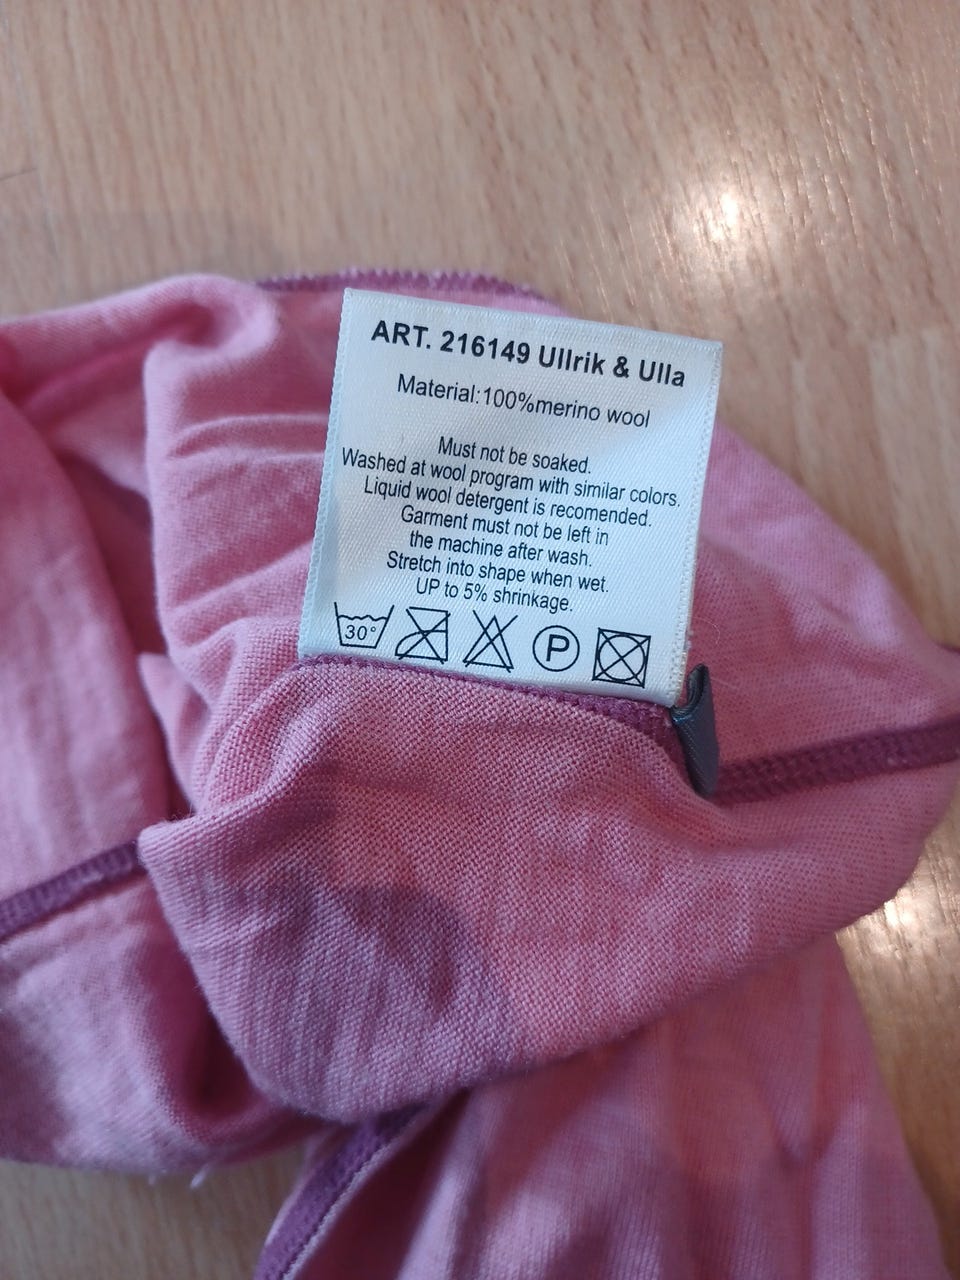 ART. 216149 Ullrik & Ulla
Material:100%merino wool
Must not be soaked.
Washed at wool program with similar colors.
Liquid wool detergent is recomended.
Garment must not be left in
the machine after wash.
Stretch into shape when wet.
UP to 5% shrinkage.
30° P